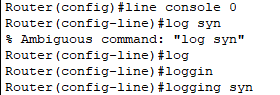 Router(config)#line console 0
Router(config-line)#log syn
% Ambiguous command: "log syn"
Router(config-line)#log
Router(config-line)#loggin
Router(config-line)#logging syn